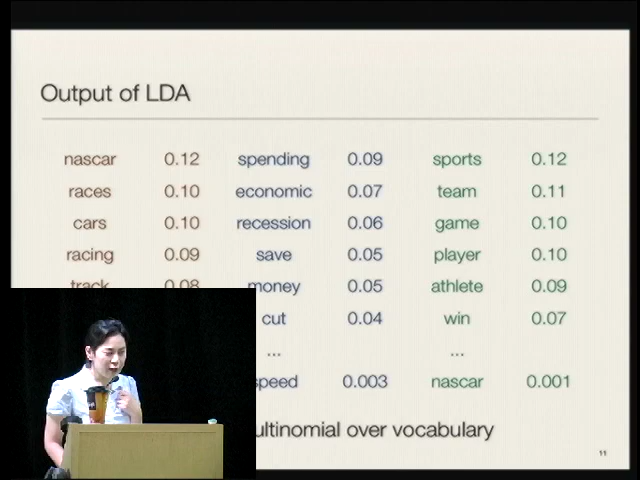 Output of LDA
nascar 0.12 spending 0.09 sports 0.12
races 0.10 economic 0.07 team 0.11
cars 0.10 recession 0.06 game 0.10
racing 0.09 save 0.05 player 0.10
track 0.08 money 0.05 athlete 0.09
cut 0.04 win 0.07
... ...
speed 0.003 nascar 0.001
ultinomial over vocabulary
11